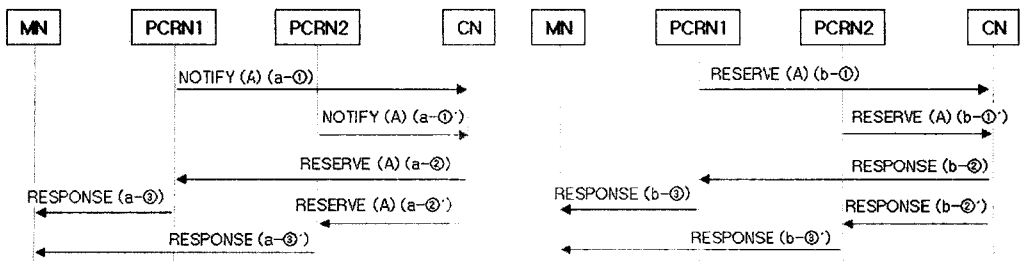 MN PCRN1 PCRN2 CN
NOTIFY (A) (a-①)
NOTIFY (A) (a-①')
RESERVE (A) (a-②)
RESPONSE (a-③)
RESERVE (A) (a-②')
RESPONSE (a-③')
MN PCRN1 PCRN2 CN
RESERVE (A) (b-①)
RESERVE (A) (b-①')
RESPONSE (b-②)
RESPONSE (b-③)
RESPONSE (b-②')
RESPONSE (b-③')